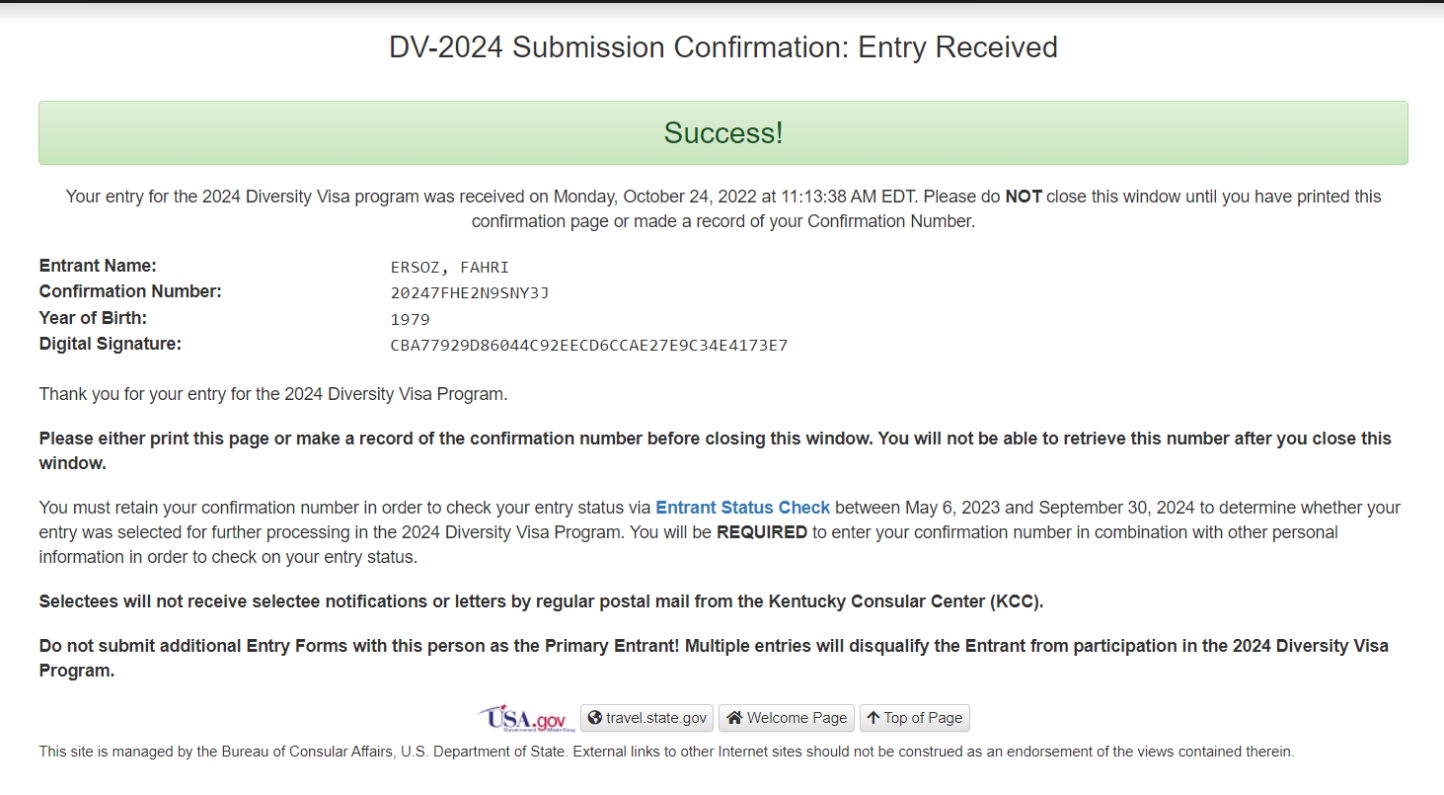 DV-2024 Submission Confirmation: Entry Received
Success!
Your entry for the 2024 Diversity Visa program was received on Monday, October 24, 2022 at 11:13:38 AM EDT. Please do NOT close this window until you have printed this
confirmation page or made a record of your Confirmation Number.
Entrant Name: ERSOZ, FAHRI
Confirmation Number: 20247FHE2N9SNY3J
Year of Birth: 1979
Digital Signature: CBA77929D86044C92EECD6CCAE27E9C34E4173E7
Thank you for your entry for the 2024 Diversity Visa Program.
Please either print this page or make a record of the confirmation number before closing this window. You will not be able to retrieve this number after you close this
window.
You must retain your confirmation number in order to check your entry status via Entrant Status Check between May 6, 2023 and September 30, 2024 to determine whether your
entry was selected for further processing in the 2024 Diversity Visa Program. You will be REQUIRED to enter your confirmation number in combination with other personal
information in order to check on your entry status.
Selectees will not receive selectee notifications or letters by regular postal mail from the Kentucky Consular Center (KCC).
Do not submit additional Entry Forms with this person as the Primary Entrant! Multiple entries will disqualify the Entrant from participation in the 2024 Diversity Visa
Program.
USA.gov travel.state.gov Welcome Page Top of Page
Government Made Easy
This site is managed by the Bureau of Consular Affairs, U.S. Department of State. External links to other Internet sites should not be construed as an endorsement of the views contained therein.